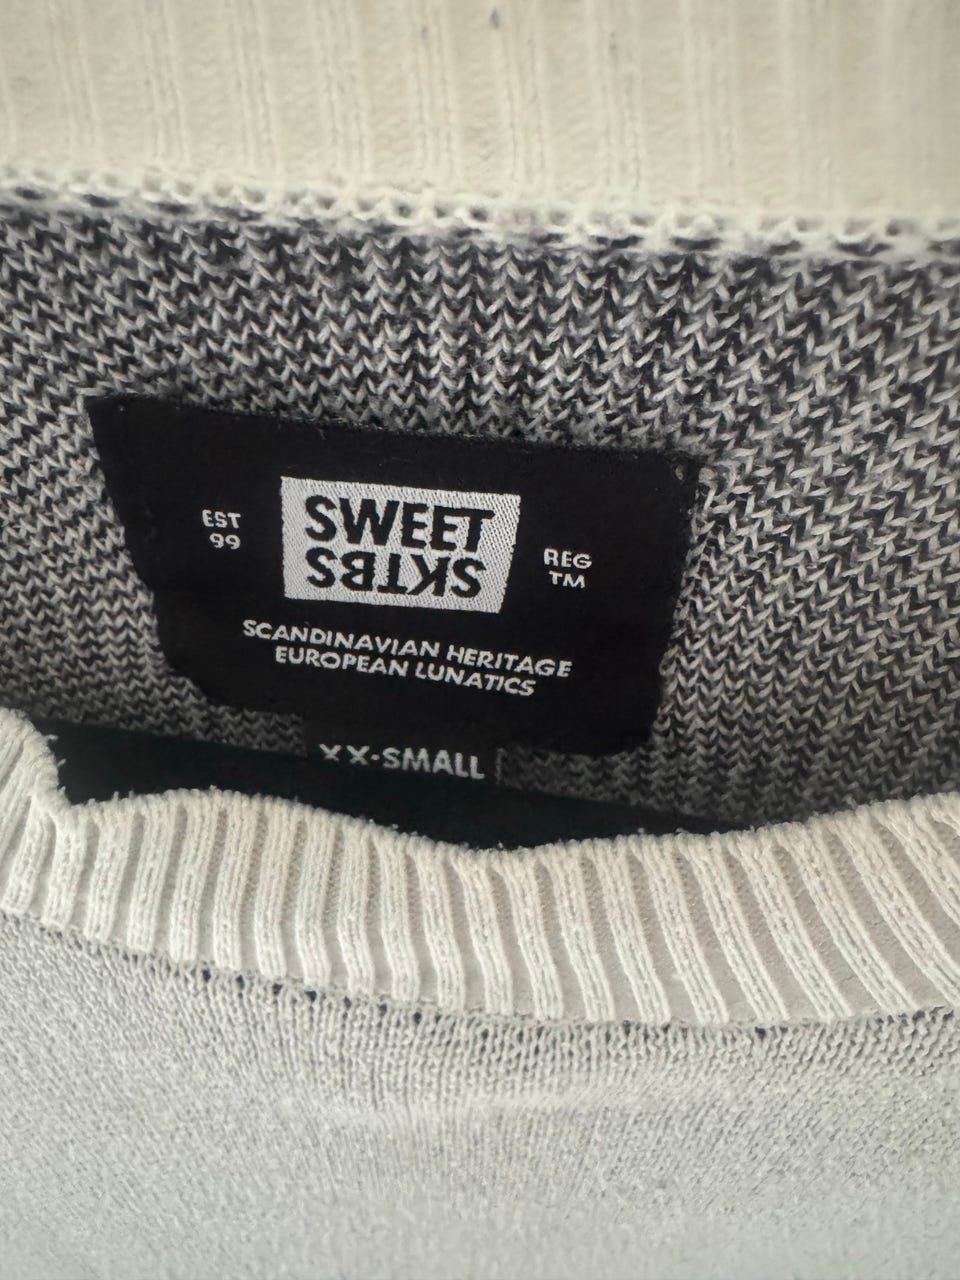 EST
99
SWEET
SKTBS
REG
TM
SCANDINAVIAN HERITAGE
EUROPEAN LUNATICS
XX-SMALL